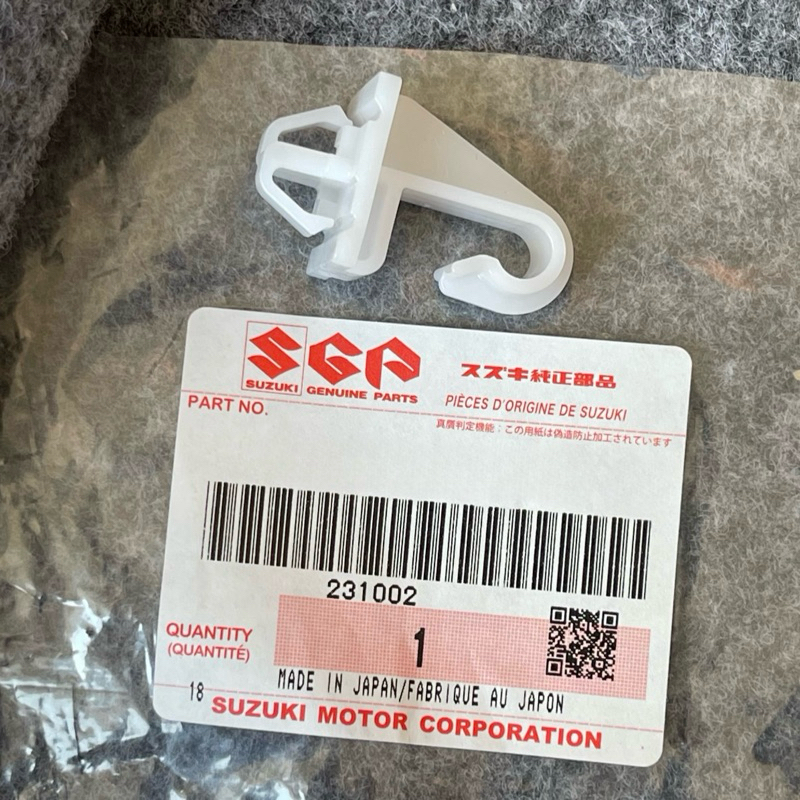 SGP
SUZUKI GENUINE PARTS
スズキ純正部品
PIÈCES D'ORIGINE DE SUZUKI
PART NO.
真贋判定機能：この用紙は偽造防止加工されています
231002
QUANTITY
(QUANTITÉ)
1
MADE IN JAPAN/FABRIQUE AU JAPON
18
SUZUKI MOTOR CORPORATION